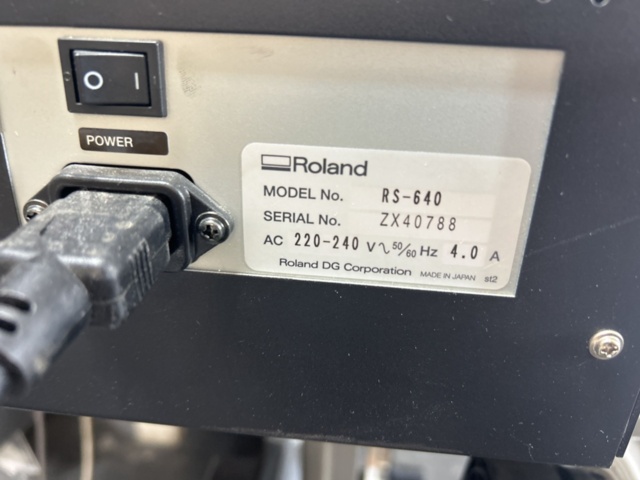 O I
POWER
Roland
MODEL No. RS-640
SERIAL No. ZX40788
AC 220-240 V~ 50/60 Hz 4.0 A
Roland DG Corporation MADE IN JAPAN st2